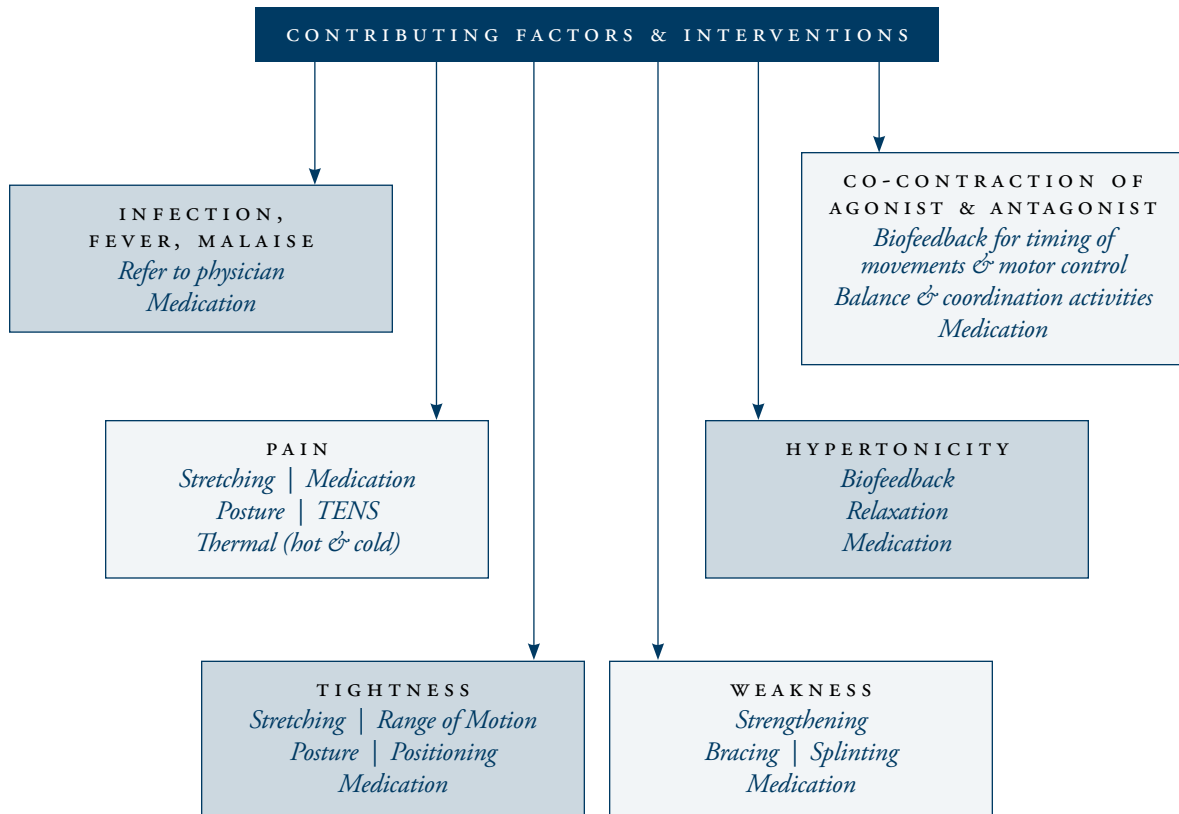 CONTRIBUTING FACTORS & INTERVENTIONS
INFECTION,
FEVER, MALAISE
Refer to physician
Medication
CO-CONTRACTION OF
AGONIST & ANTAGONIST
Biofeedback for timing of
movements & motor control
Balance & coordination activities
Medication
PAIN
Stretching | Medication
Posture | TENS
Thermal (hot & cold)
HYPERTONICITY
Biofeedback
Relaxation
Medication
TIGHTNESS
Stretching | Range of Motion
Posture | Positioning
Medication
WEAKNESS
Strengthening
Bracing | Splinting
Medication